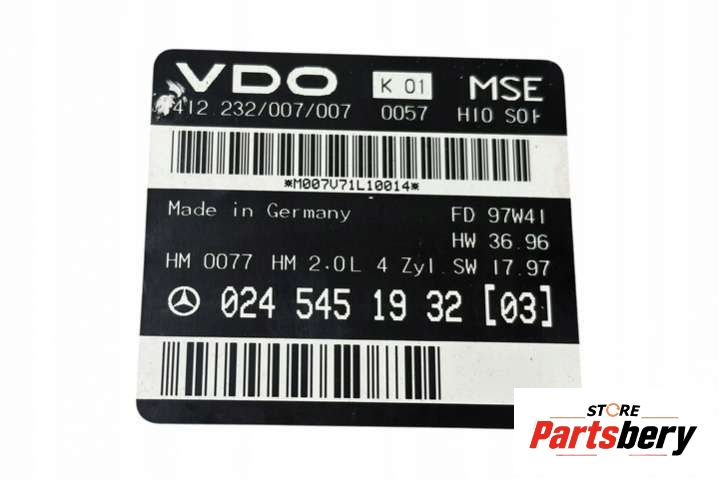 VDO K 01 MSE
412.232/007/007 0057 H10 S01
*M007V71L10014*
Made in Germany FD 97W41
HW 36.96
HM 0077 HM 2.0L 4 Zyl. SW 17.97
024 545 19 32 [03]
STORE
Partsbery